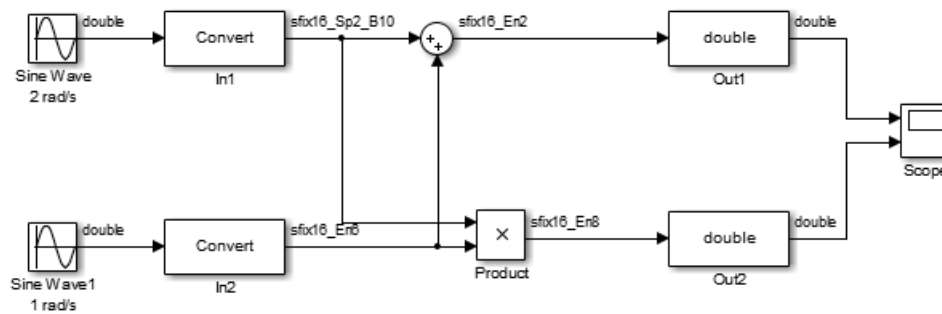 double
Convert
sfix16_Sp2_B10
sfix16_En2
double
double
Sine Wave
2 rad/s
In1
Out1
Scope
double
Convert
sfix16_En6
×
sfix16_En8
double
double
Sine Wave1
1 rad/s
In2
Product
Out2